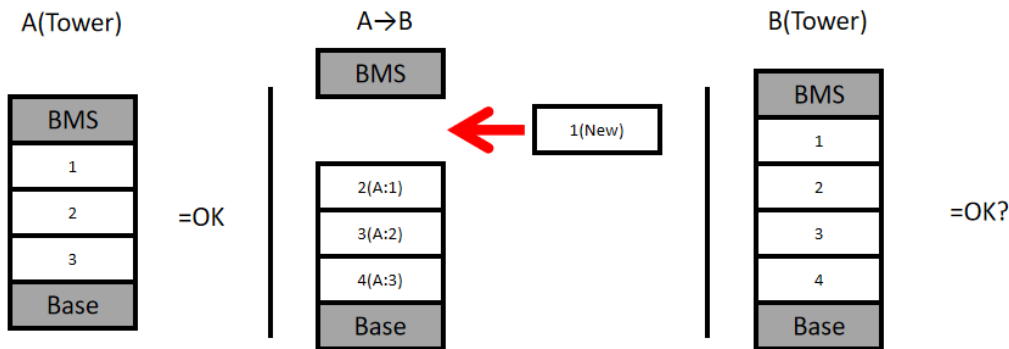 A(Tower)
BMS
1
2
3
Base
=OK
A→B
BMS
1(New)
2(A:1)
3(A:2)
4(A:3)
Base
B(Tower)
BMS
1
2
3
4
Base
=OK?